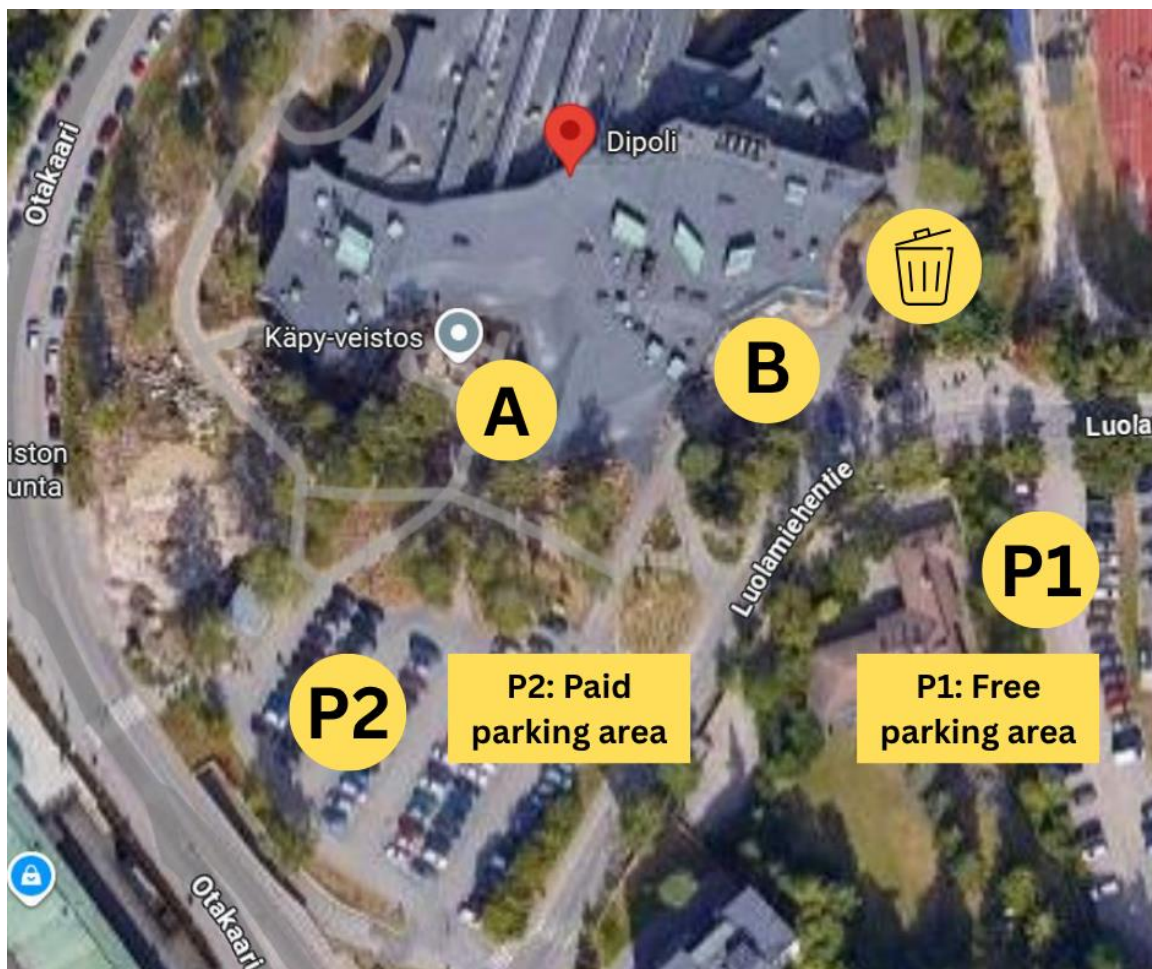 Otakaari
Dipoli
Käpy-veistos
A
B
iston
unta
Luola
Luolamiehentie
P1
P2
P2: Paid
parking area
P1: Free
parking area
Otakaari